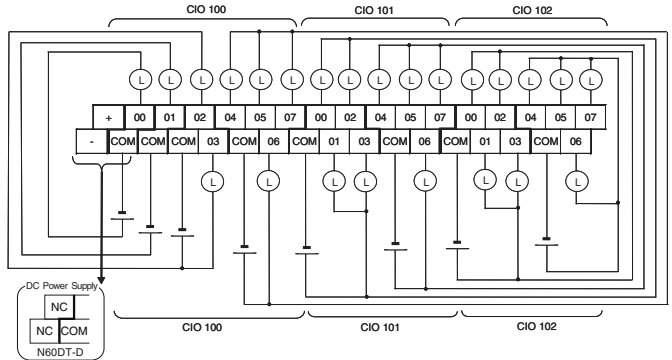 CIO 100 CIO 101 CIO 102
L L L L L L L L L L L L L L L L
+ 00 01 02 04 05 07 00 02 04 05 07 00 02 04 05 07
- COM COM COM 03 COM 06 COM 01 03 COM 06 COM 01 03 COM 06
L L L L L L L L
DC Power Supply
NC
NC COM
N60DT-D
CIO 100 CIO 101 CIO 102